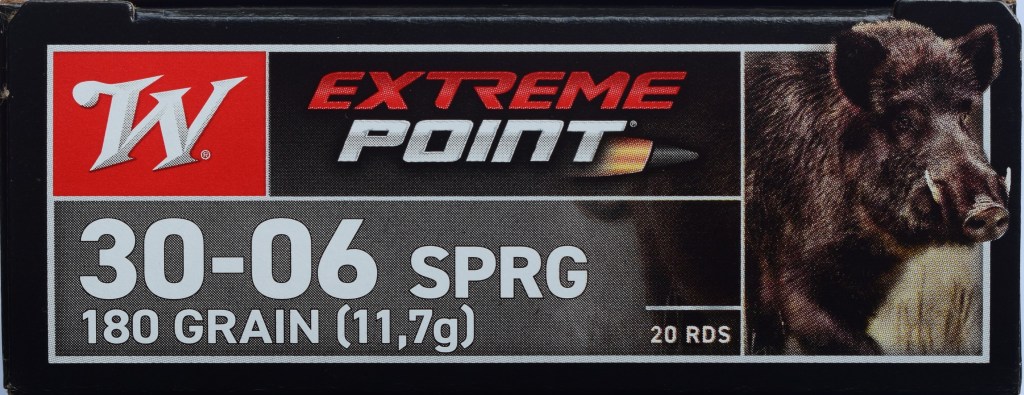 W®
EXTREME
POINT®
30-06 SPRG
180 GRAIN (11,7g)
20 RDS